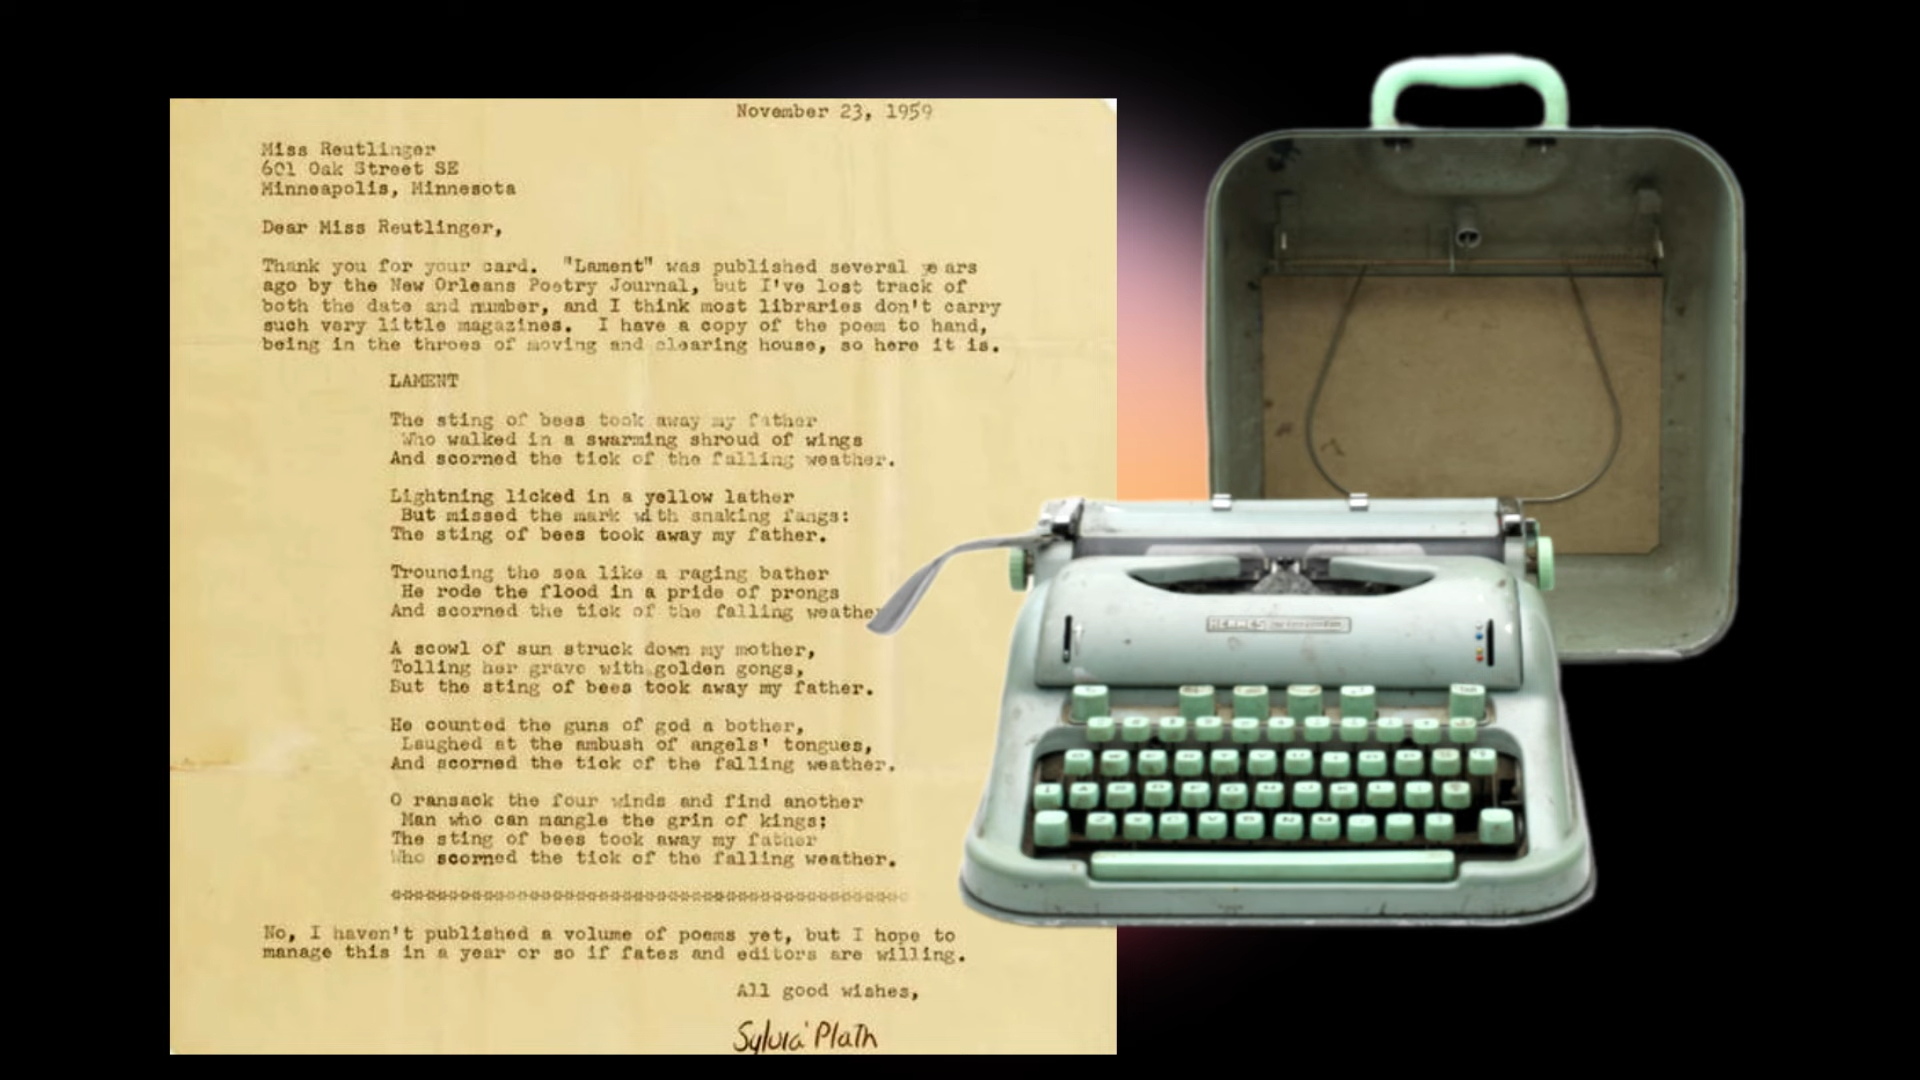 November 23, 1959
Miss Reutlinger
601 Oak Street SE
Minneapolis, Minnesota
Dear Miss Reutlinger,
Thank you for your card. "Lament" was published several years
ago by the New Orleans Poetry Journal, but I've lost track of
both the date and number, and I think most libraries don't carry
such very little magazines. I have a copy of the poem to hand,
being in the throes of moving and clearing house, so here it is.
LAMENT
The sting of bees took away my father
Who walked in a swarming shroud of wings
And scorned the tick of the falling weather.
Lightning licked in a yellow lather
But missed the mark with snaking fangs:
The sting of bees took away my father.
Trouncing the sea like a raging bather
He rode the flood in a pride of prongs
And scorned the tick of the falling weather
A scowl of sun struck down my mother,
Tolling her grave with golden gongs,
But the sting of bees took away my father.
He counted the guns of god a bother,
Laughed at the ambush of angels' tongues,
And scorned the tick of the falling weather.
O ransack the four winds and find another
Man who can mangle the grin of kings;
The sting of bees took away my father
Who scorned the tick of the falling weather.
No, I haven't published a volume of poems yet, but I hope to
manage this in a year or so if fates and editors are willing.
All good wishes,
Sylvia Plath
HERMES